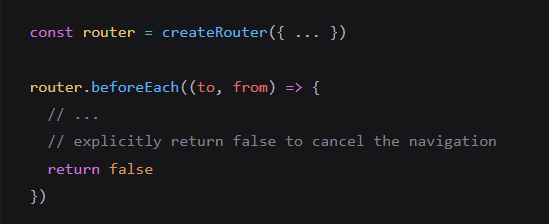 const router = createRouter({ ... })
router.beforeEach((to, from) => {
  // ...
  // explicitly return false to cancel the navigation
  return false
})